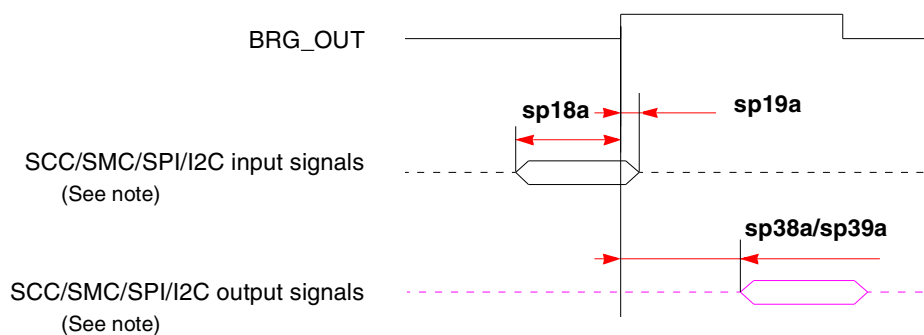 BRG_OUT
sp18a
sp19a
SCC/SMC/SPI/I2C input signals
(See note)
sp38a/sp39a
SCC/SMC/SPI/I2C output signals
(See note)